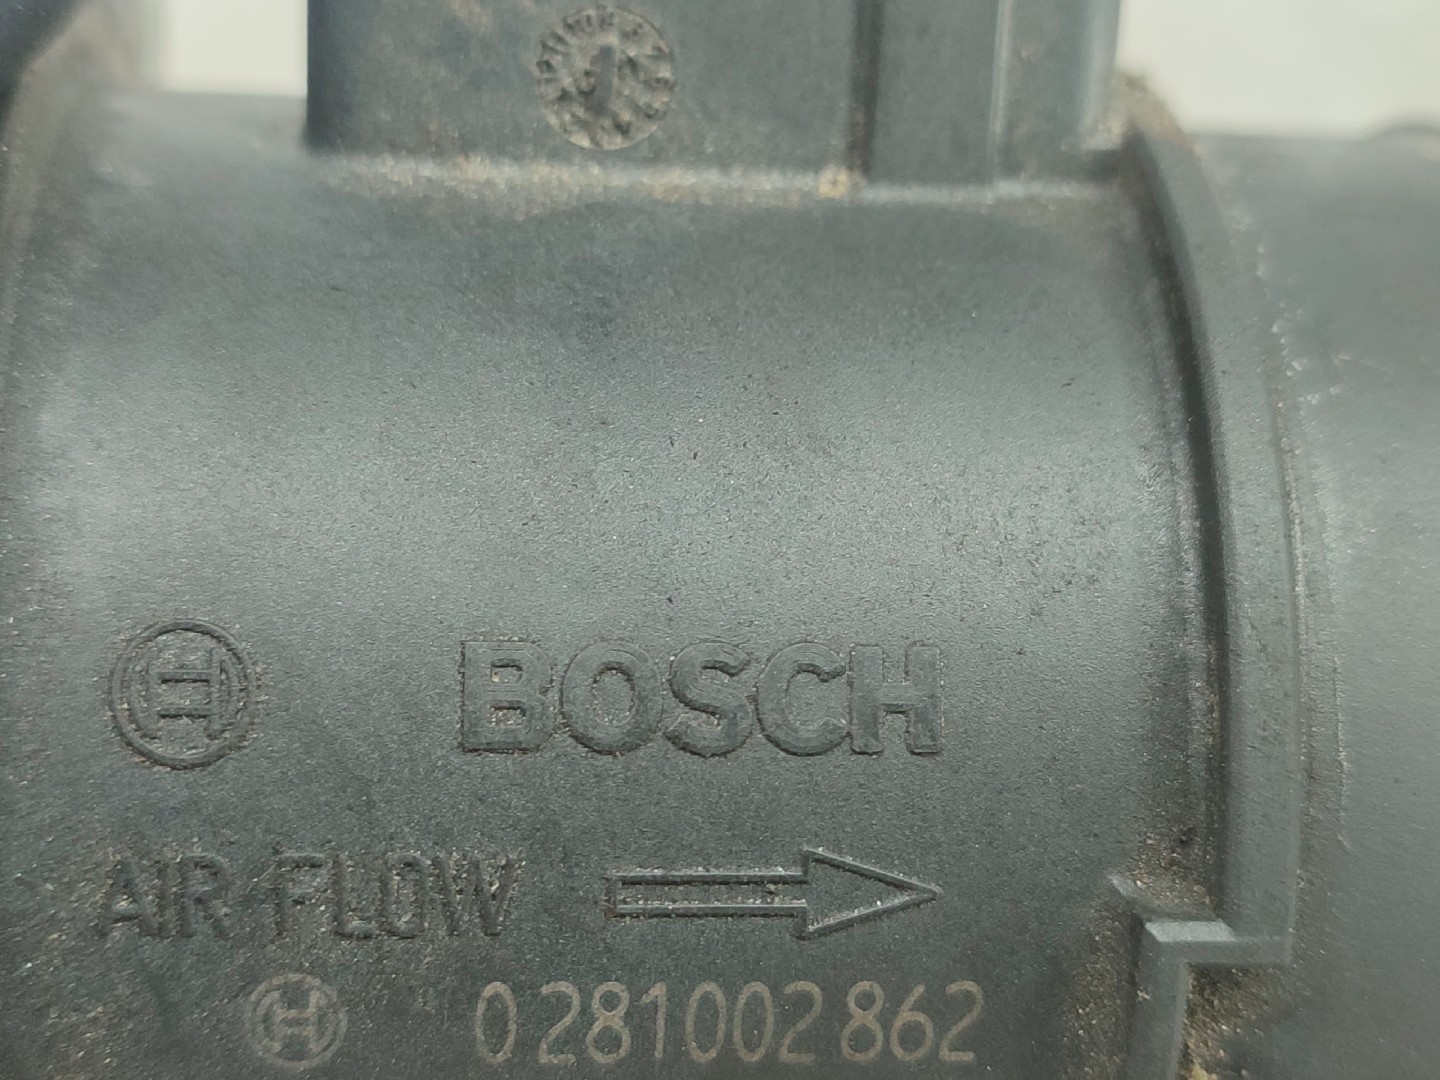 BOSCH
AIR FLOW
0 281 002 862